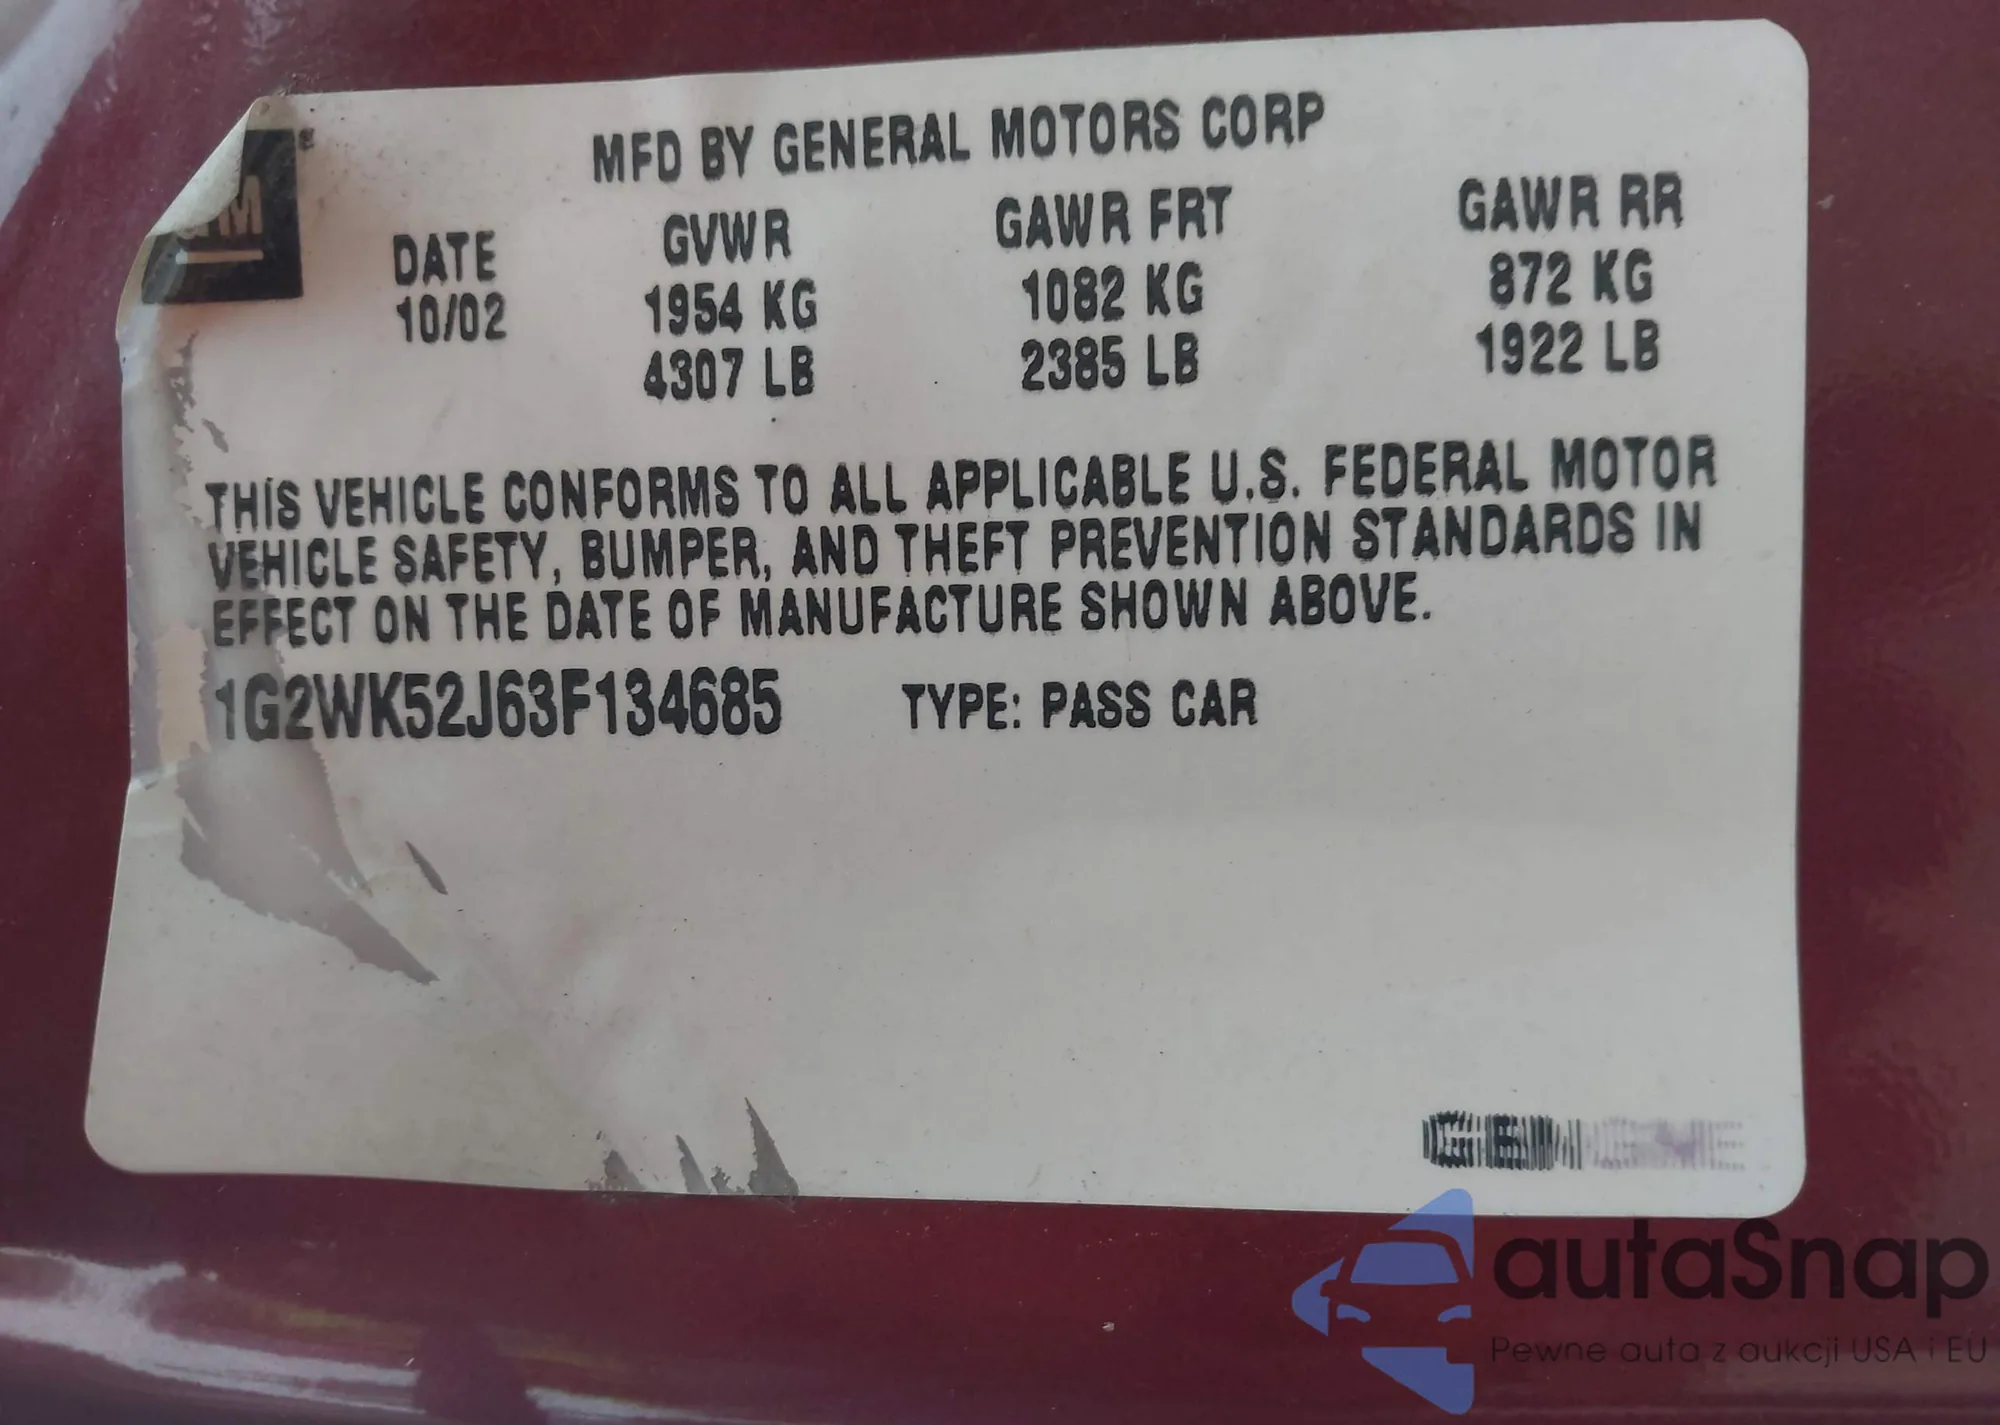 GM
MFD BY GENERAL MOTORS CORP
DATE GVWR GAWR FRT GAWR RR
10/02 1954 KG 1082 KG 872 KG
4307 LB 2385 LB 1922 LB
THIS VEHICLE CONFORMS TO ALL APPLICABLE U.S. FEDERAL MOTOR
VEHICLE SAFETY, BUMPER, AND THEFT PREVENTION STANDARDS IN
EFFECT ON THE DATE OF MANUFACTURE SHOWN ABOVE.
1G2WK52J63F134685 TYPE: PASS CAR
autaSnap
Pewne auta z aukcji USA i EU